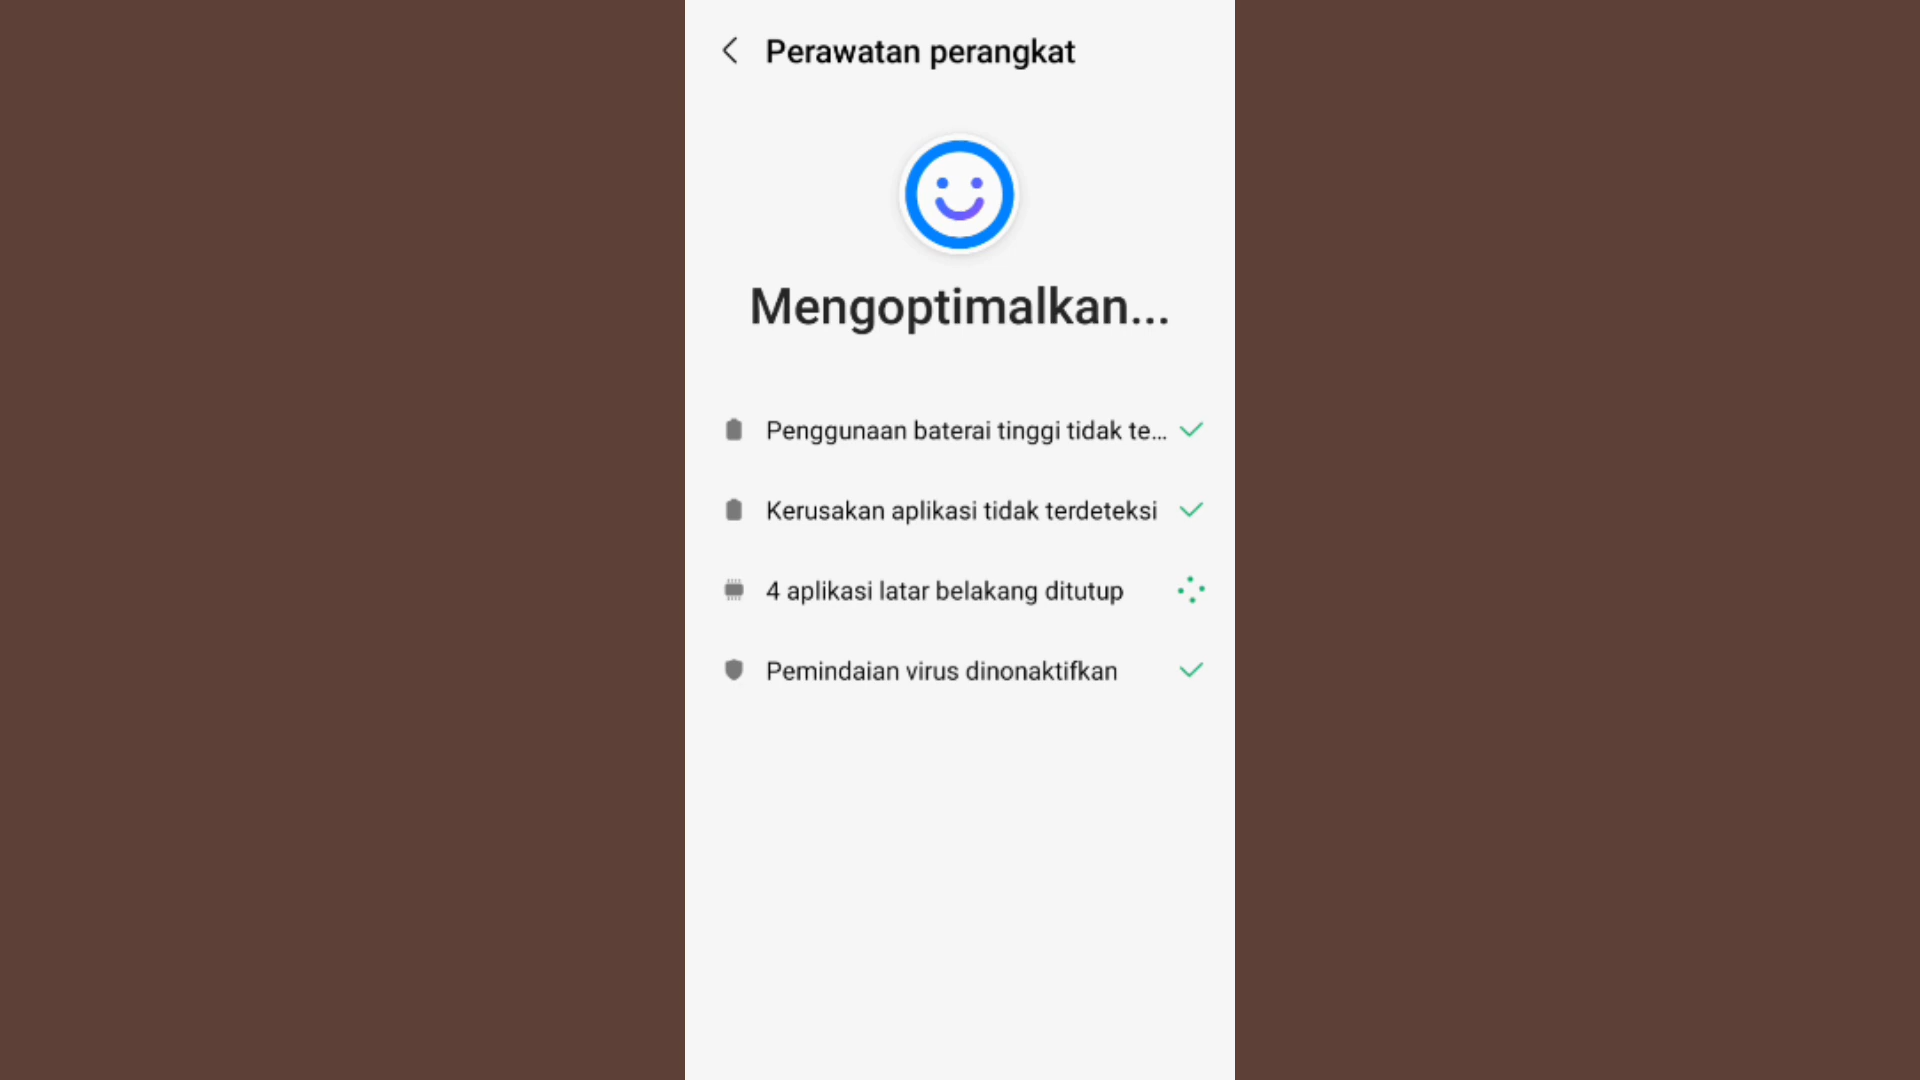 Perawatan perangkat
Mengoptimalkan...
Penggunaan baterai tinggi tidak te...
Kerusakan aplikasi tidak terdeteksi
4 aplikasi latar belakang ditutup
Pemindaian virus dinonaktifkan